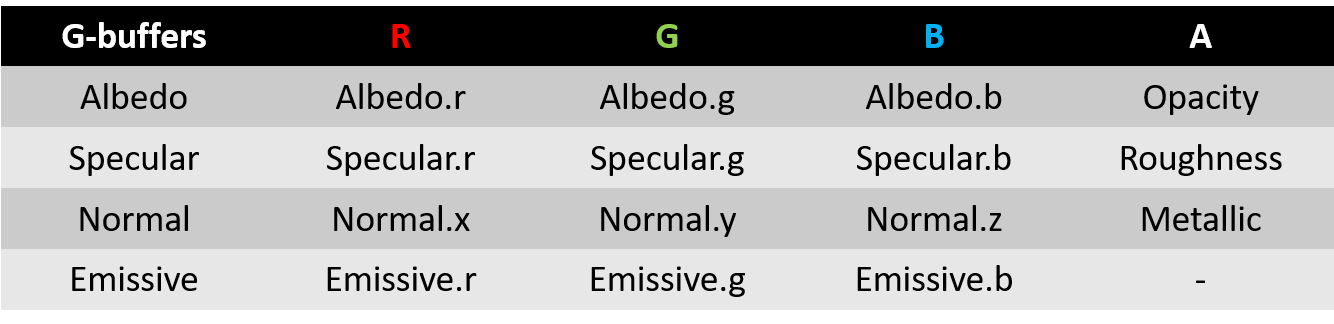 G-buffers R G B A
Albedo Albedo.r Albedo.g Albedo.b Opacity
Specular Specular.r Specular.g Specular.b Roughness
Normal Normal.x Normal.y Normal.z Metallic
Emissive Emissive.r Emissive.g Emissive.b -